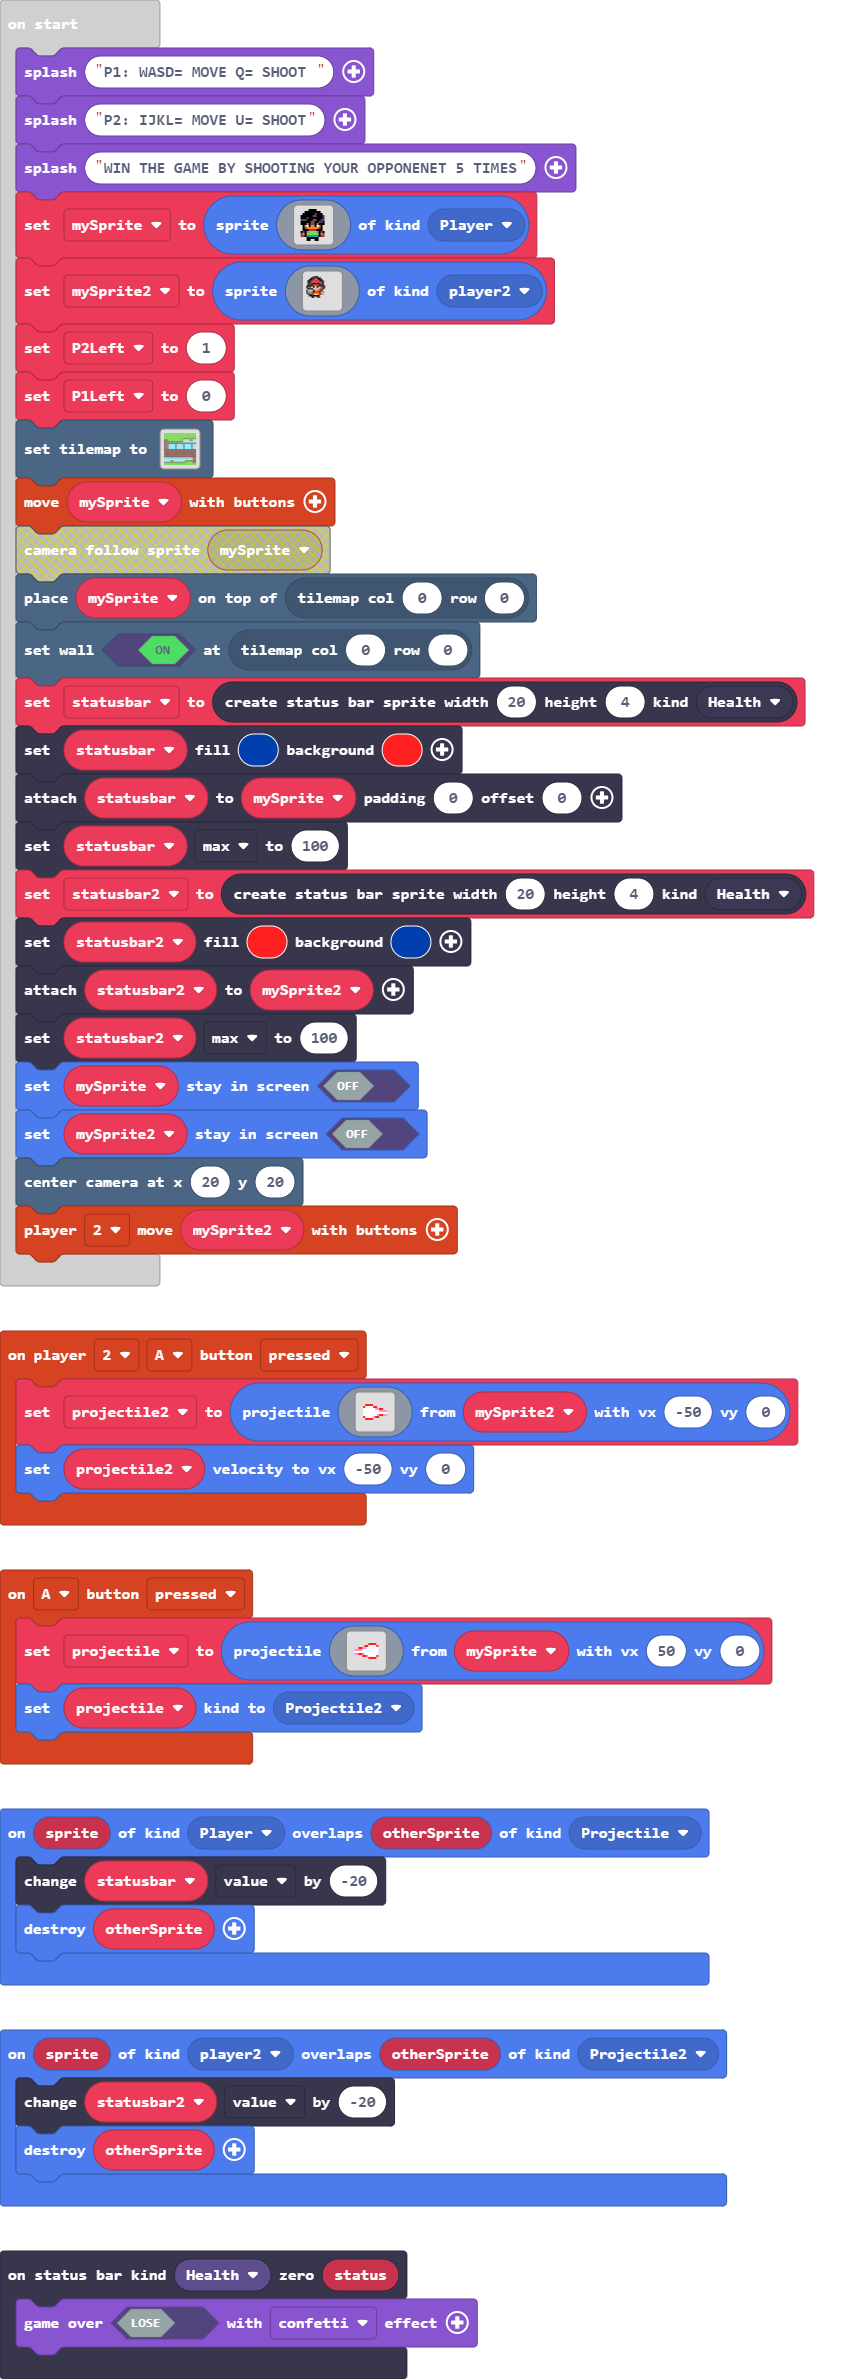 on start
splash "P1: WASD= MOVE Q= SHOOT "
splash "P2: IJKL= MOVE U= SHOOT"
splash "WIN THE GAME BY SHOOTING YOUR OPPONENET 5 TIMES"
set mySprite to sprite of kind Player
set mySprite2 to sprite of kind player2
set P2Left to 1
set P1Left to 0
set tilemap to
move mySprite with buttons
camera follow sprite mySprite
place mySprite on top of tilemap col 0 row 0
set wall ON at tilemap col 0 row 0
set statusbar to create status bar sprite width 20 height 4 kind Health
set statusbar fill background
attach statusbar to mySprite padding 0 offset 0
set statusbar max to 100
set statusbar2 to create status bar sprite width 20 height 4 kind Health
set statusbar2 fill background
attach statusbar2 to mySprite2
set statusbar2 max to 100
set mySprite stay in screen OFF
set mySprite2 stay in screen OFF
center camera at x 20 y 20
player 2 move mySprite2 with buttons
on player 2 A button pressed
set projectile2 to projectile from mySprite2 with vx -50 vy 0
set projectile2 velocity to vx -50 vy 0
on A button pressed
set projectile to projectile from mySprite with vx 50 vy 0
set projectile kind to Projectile2
on sprite of kind Player overlaps otherSprite of kind Projectile
change statusbar value by -20
destroy otherSprite
on sprite of kind player2 overlaps otherSprite of kind Projectile2
change statusbar2 value by -20
destroy otherSprite
on status bar kind Health zero status
game over LOSE with confetti effect